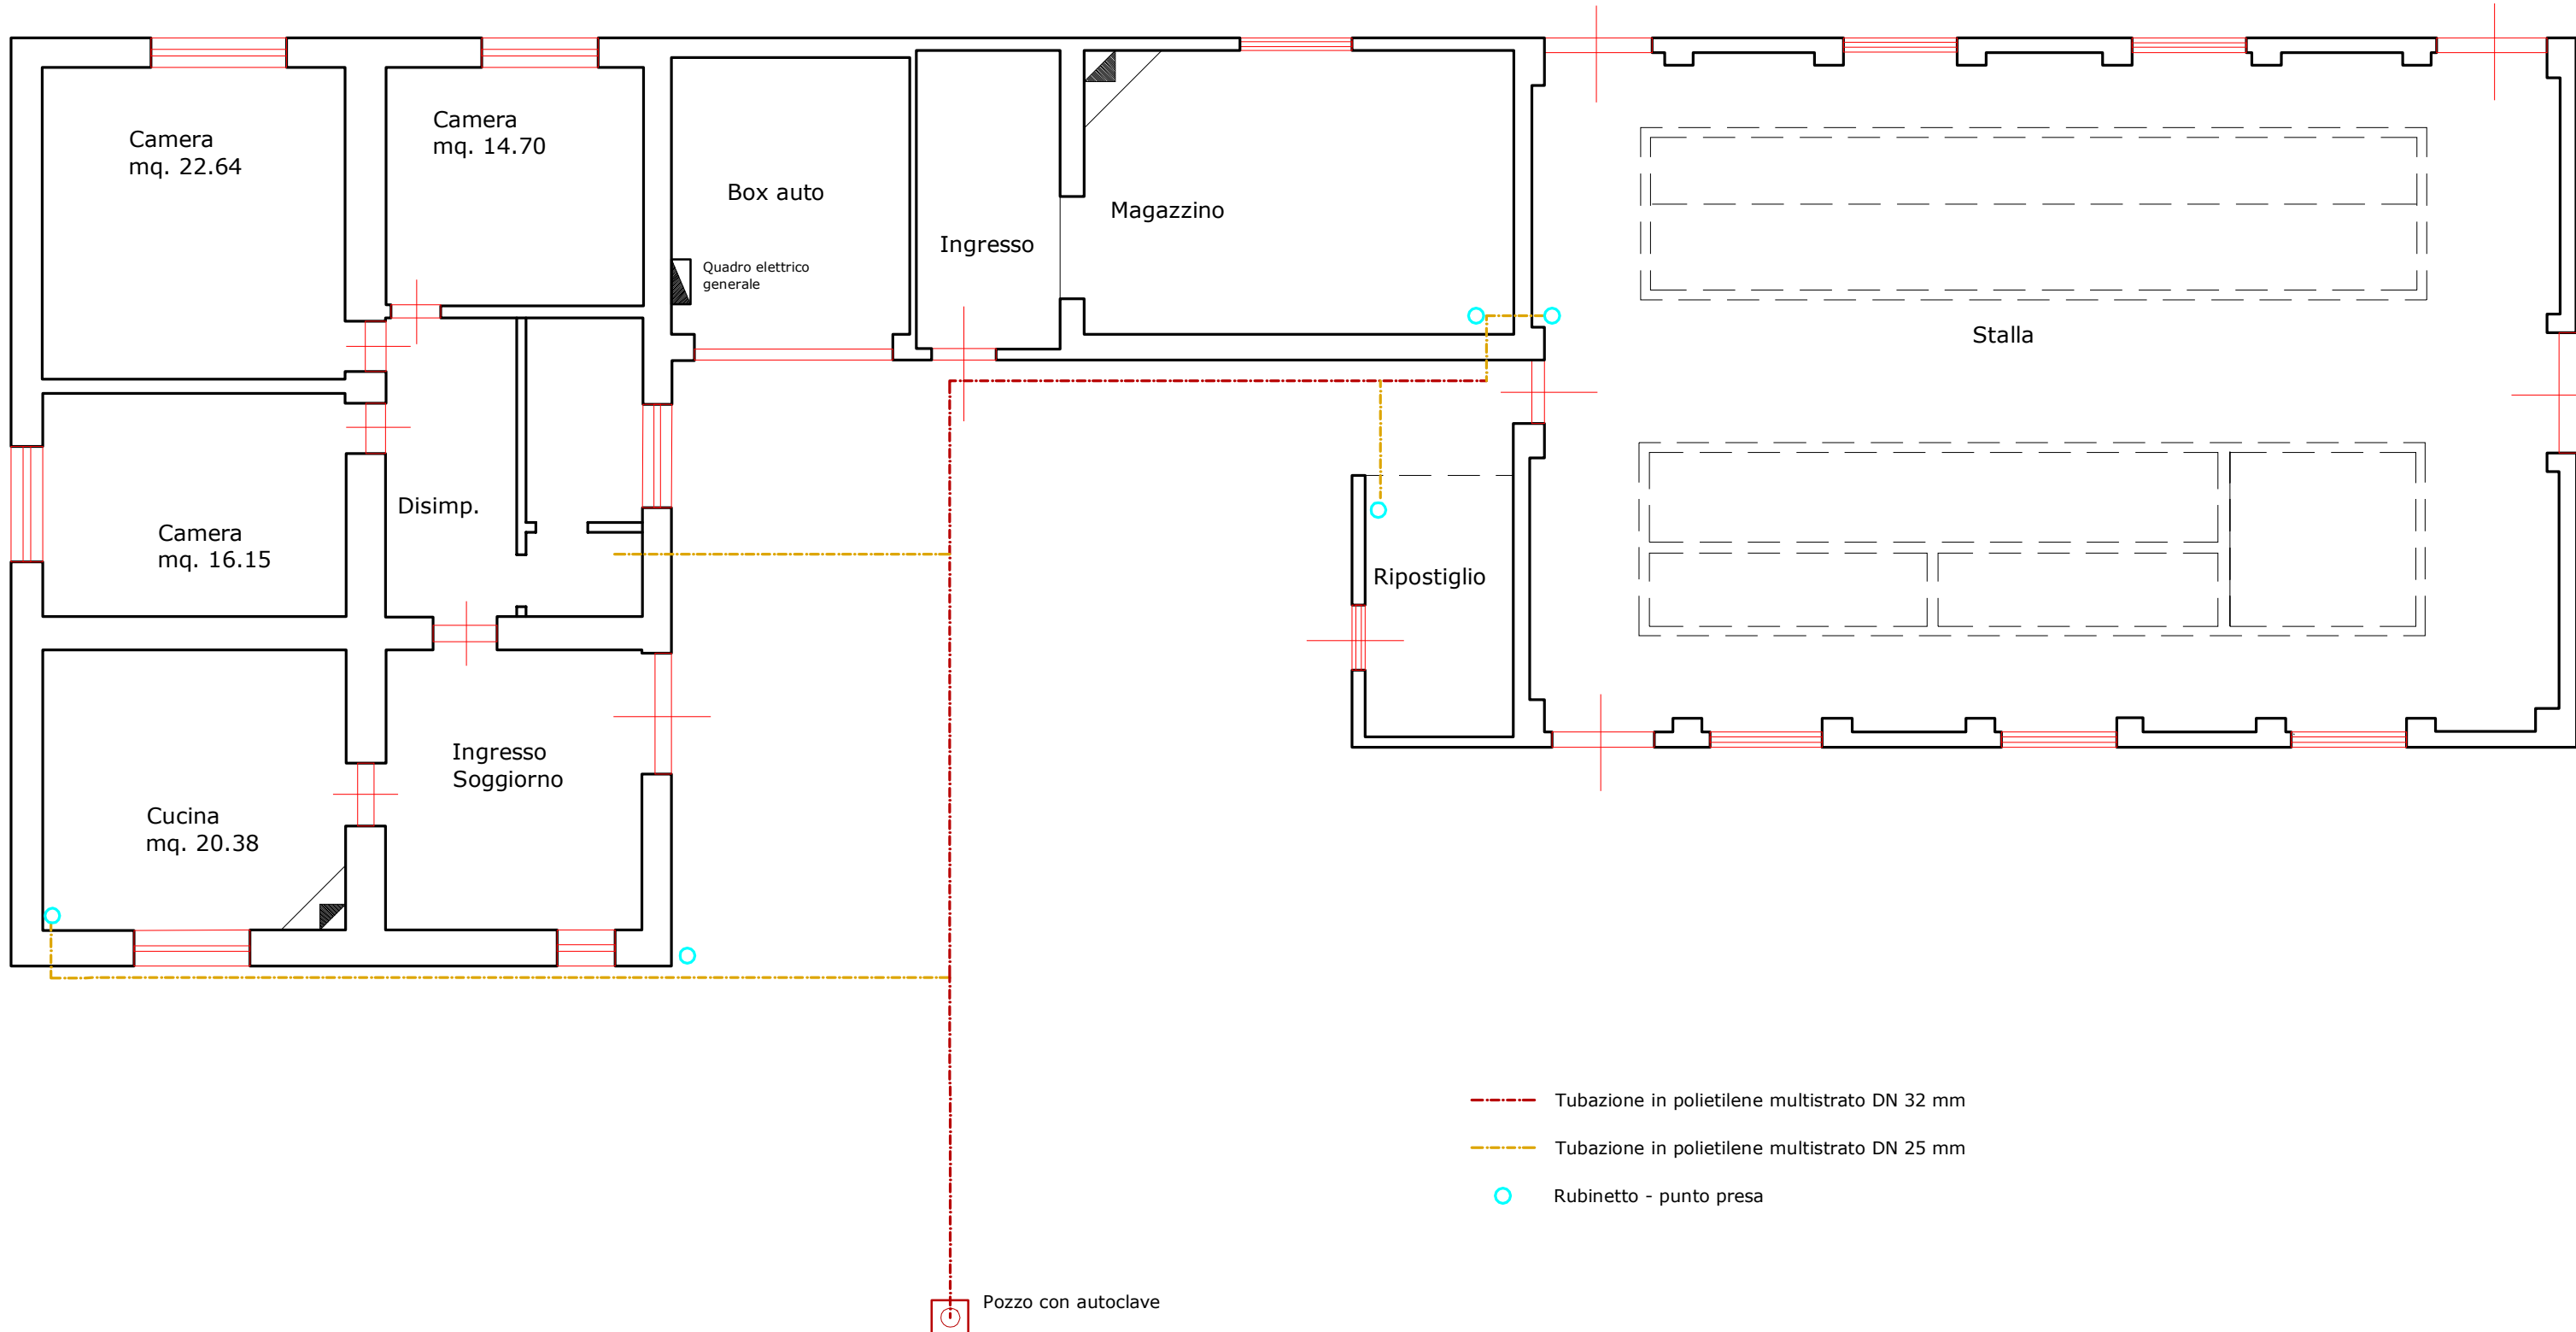 Camera
mq. 22.64
Camera
mq. 14.70
Box auto
Quadro elettrico
generale
Ingresso
Magazzino
Stalla
Camera
mq. 16.15
Disimp.
Ripostiglio
Ingresso
Soggiorno
Cucina
mq. 20.38
Tubazione in polietilene multistrato DN 32 mm
Tubazione in polietilene multistrato DN 25 mm
Rubinetto - punto presa
Pozzo con autoclave